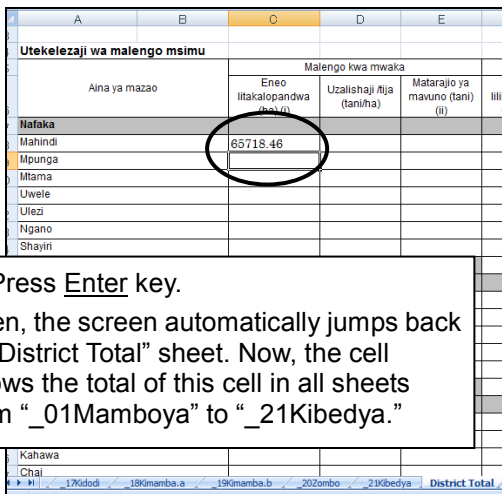 A B C D E
Utekelezaji wa malengo msimu
Malengo kwa mwaka
Aina ya mazao
Eneo litakalopandwa (ha) (i)
Uzalishaji /tija (tani/ha)
Matarajio ya mavuno (tani) (ii)
Nafaka
Mahindi 65718.46
Mpunga
Mtama
Uwele
Ulezi
Ngano
Shayiri
Press Enter key.
en, the screen automatically jumps back
District Total” sheet. Now, the cell
ows the total of this cell in all sheets
m “_01Mamboya” to “_21Kibedya.”
Kahawa
Chai
_17Kidodi _18Kimamba.a _19Kimamba.b _20Zombo _21Kibedya District Total